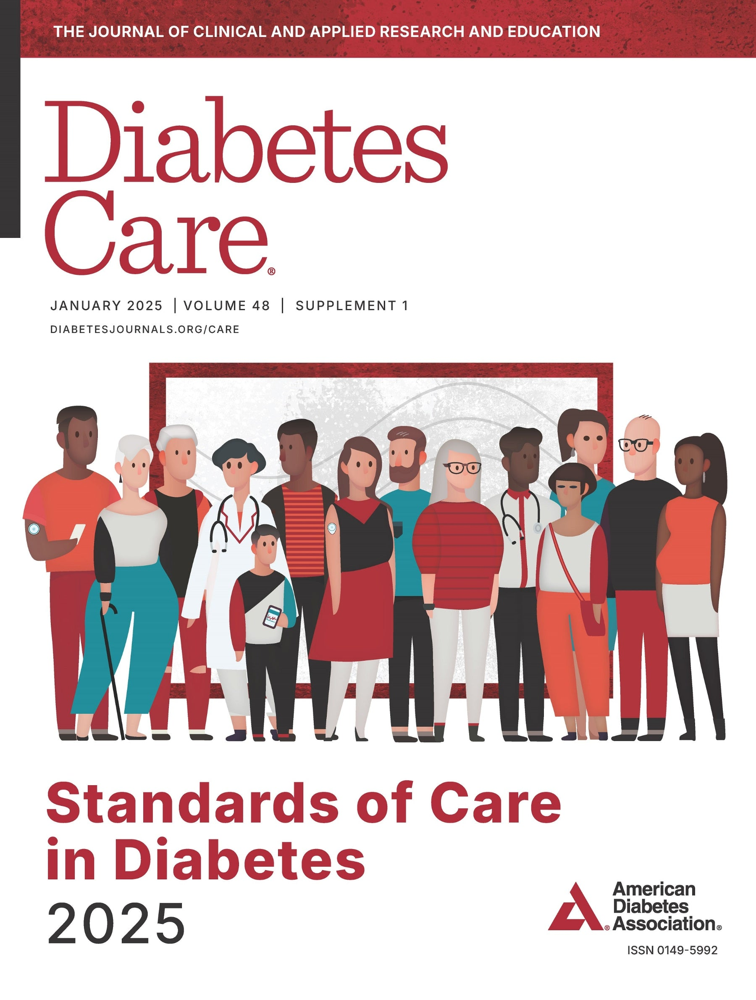 THE JOURNAL OF CLINICAL AND APPLIED RESEARCH AND EDUCATION
Diabetes
Care®
JANUARY 2025 | VOLUME 48 | SUPPLEMENT 1
DIABETESJOURNALS.ORG/CARE
Standards of Care
in Diabetes
2025
American
Diabetes
® Association®
ISSN 0149-5992